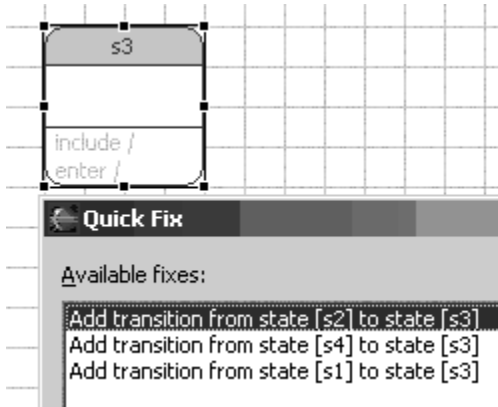 s3
include /
enter /
Quick Fix
Available fixes:
Add transition from state [s2] to state [s3]
Add transition from state [s4] to state [s3]
Add transition from state [s1] to state [s3]